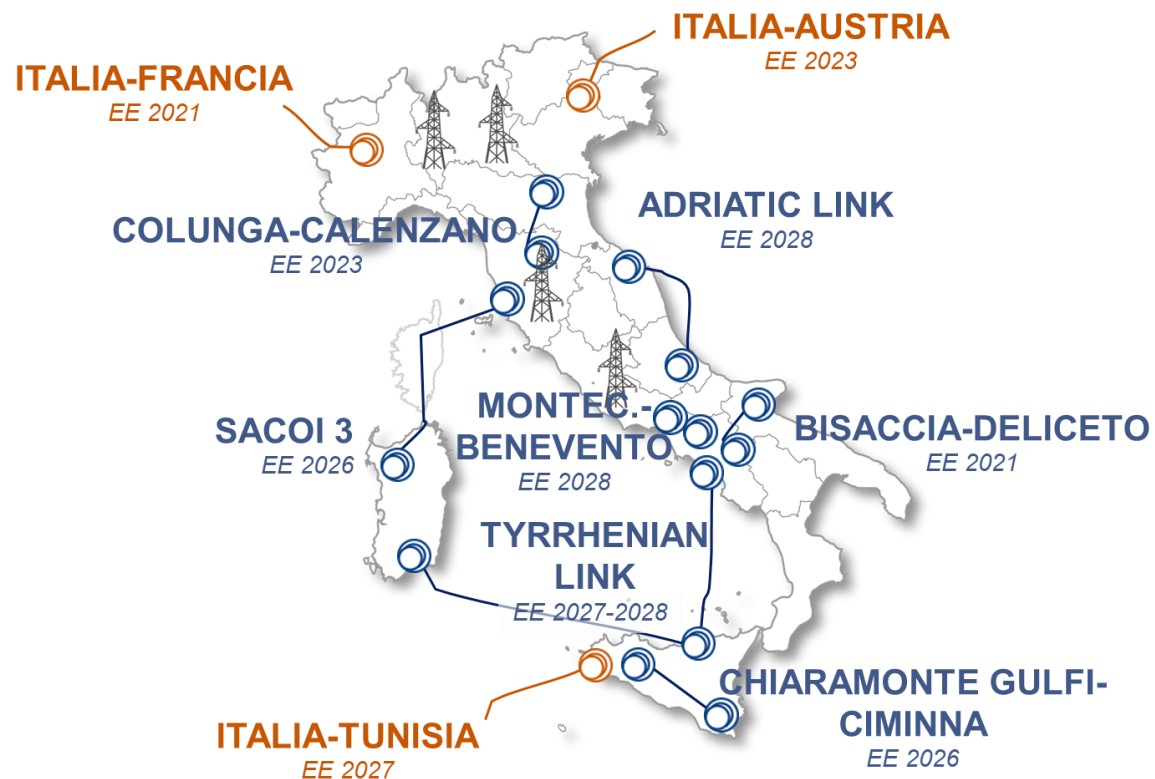 ITALIA-AUSTRIA
EE 2023
ITALIA-FRANCIA
EE 2021
ADRIATIC LINK
EE 2028
COLUNGA-CALENZANO
EE 2023
MONTEC.-
BENEVENTO
EE 2028
BISACCIA-DELICETO
EE 2021
SACOI 3
EE 2026
TYRRHENIAN
LINK
EE 2027-2028
CHIARAMONTE GULFI-
CIMINNA
EE 2026
ITALIA-TUNISIA
EE 2027